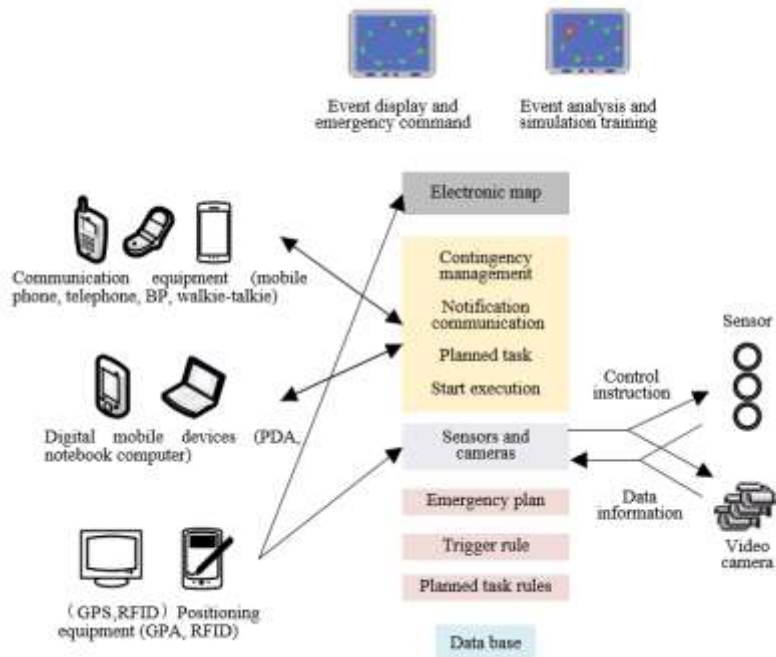 Event display and
emergency command
Event analysis and
simulation training
Electronic map
Communication equipment (mobile
phone, telephone, BP, walkie-talkie)
Contingency
management
Notification
communication
Planned task
Start execution
Sensor
Control
instruction
Digital mobile devices (PDA,
notebook computer)
Sensors and
cameras
Data
information
Video
camera
Emergency plan
Trigger rule
Planned task rules
（GPS,RFID）Positioning
equipment (GPA, RFID)
Data base